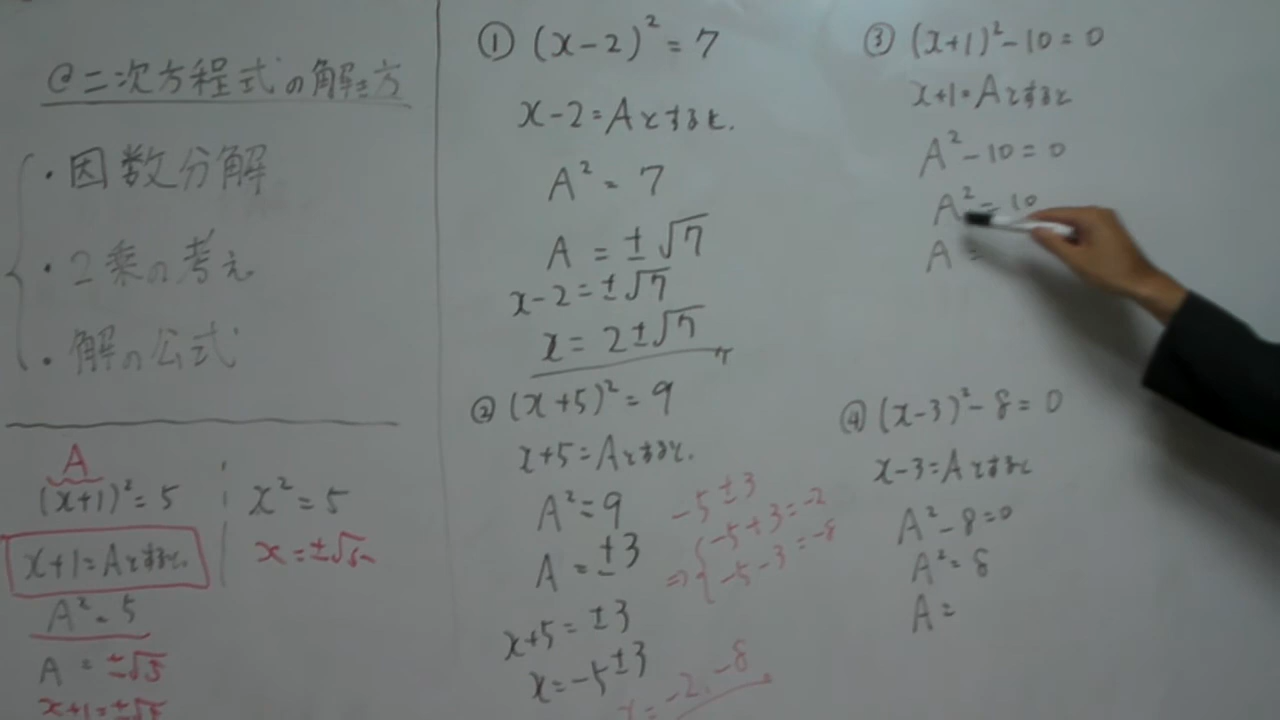 @二次方程式の解き方
・因数分解
・2乗の考え
・解の公式
A
(x+1)²=5
x+1=Aとすると.
A²=5
A=±√5
x+1=±√5
x²=5
x=±√5
① (x-2)²=7
x-2=Aとすると.
A²=7
A=±√7
x-2=±√7
x=2±√7
② (x+5)²=9
x+5=Aとすると.
A²=9
A=±3
x+5=±3
x=-5±3
-5±3
⇒{-5+3=-2
-5-3=-8
x=-2,-8
③ (x+1)²-10=0
x+1=Aとすると
A²-10=0
A²=10
A=
④ (x-3)²-8=0
x-3=Aとすると
A²-8=0
A²=8
A=